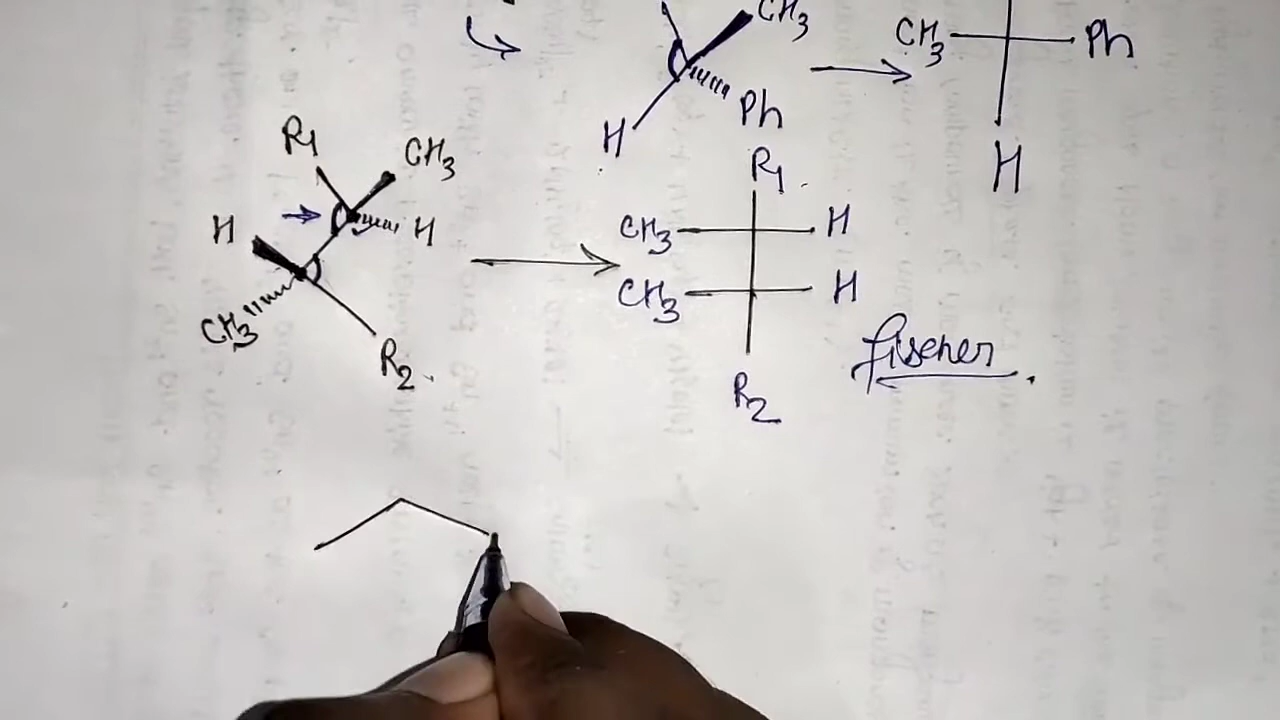 CH3
CH3 Ph
Ph
H
H
R1 CH3
H H
CH3
R2
R1
CH3 H
CH3 H
R2
fischer